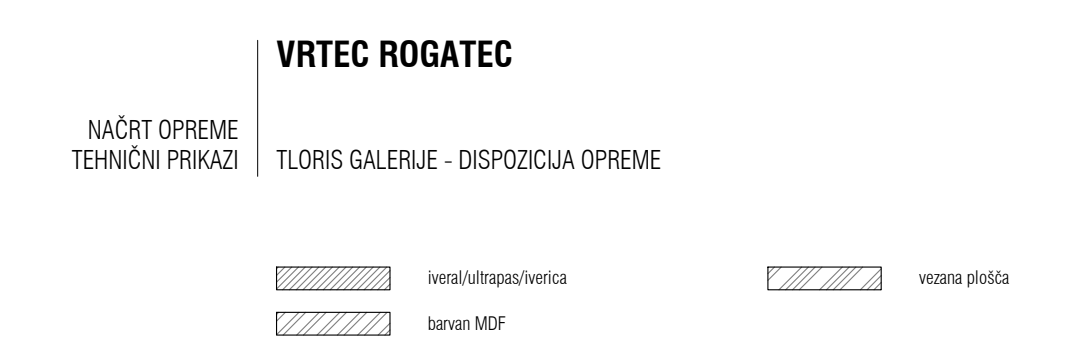 VRTEC ROGATEC
NAČRT OPREME
TEHNIČNI PRIKAZI
TLORIS GALERIJE - DISPOZICIJA OPREME
iveral/ultrapas/iverica
vezana plošča
barvan MDF